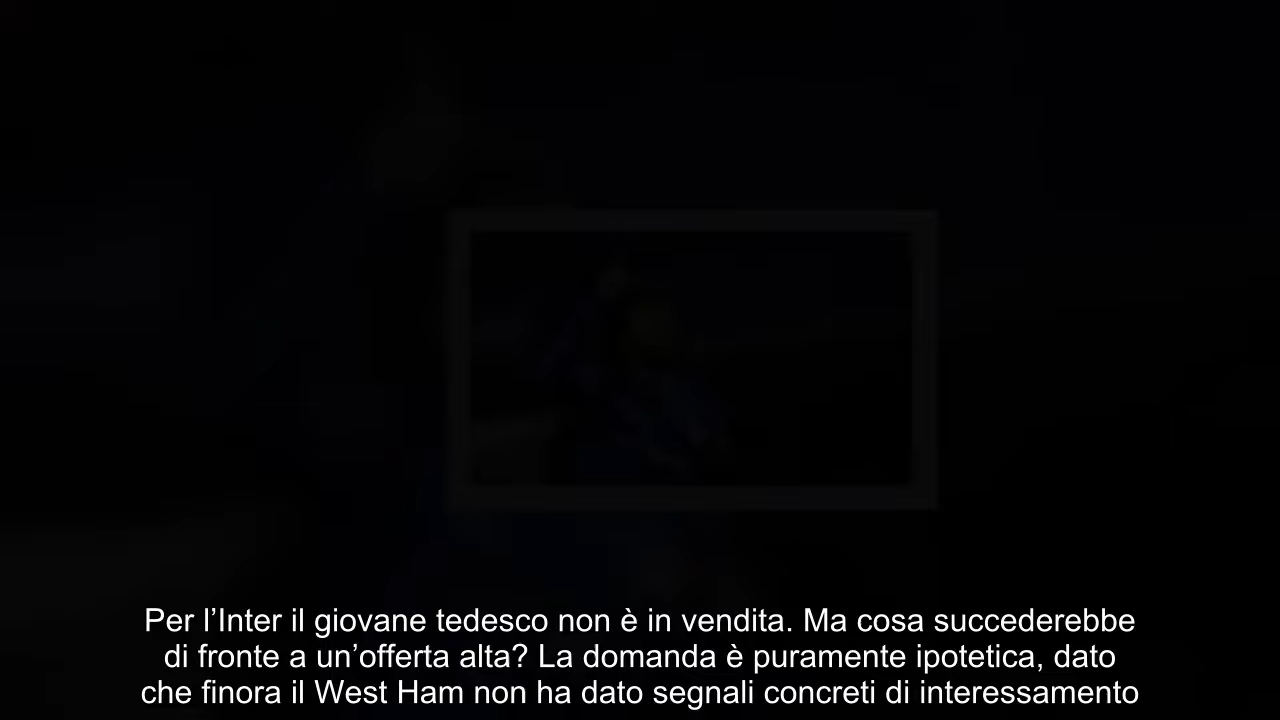 Per l’Inter il giovane tedesco non è in vendita. Ma cosa succederebbe
di fronte a un’offerta alta? La domanda è puramente ipotetica, dato
che finora il West Ham non ha dato segnali concreti di interessamento